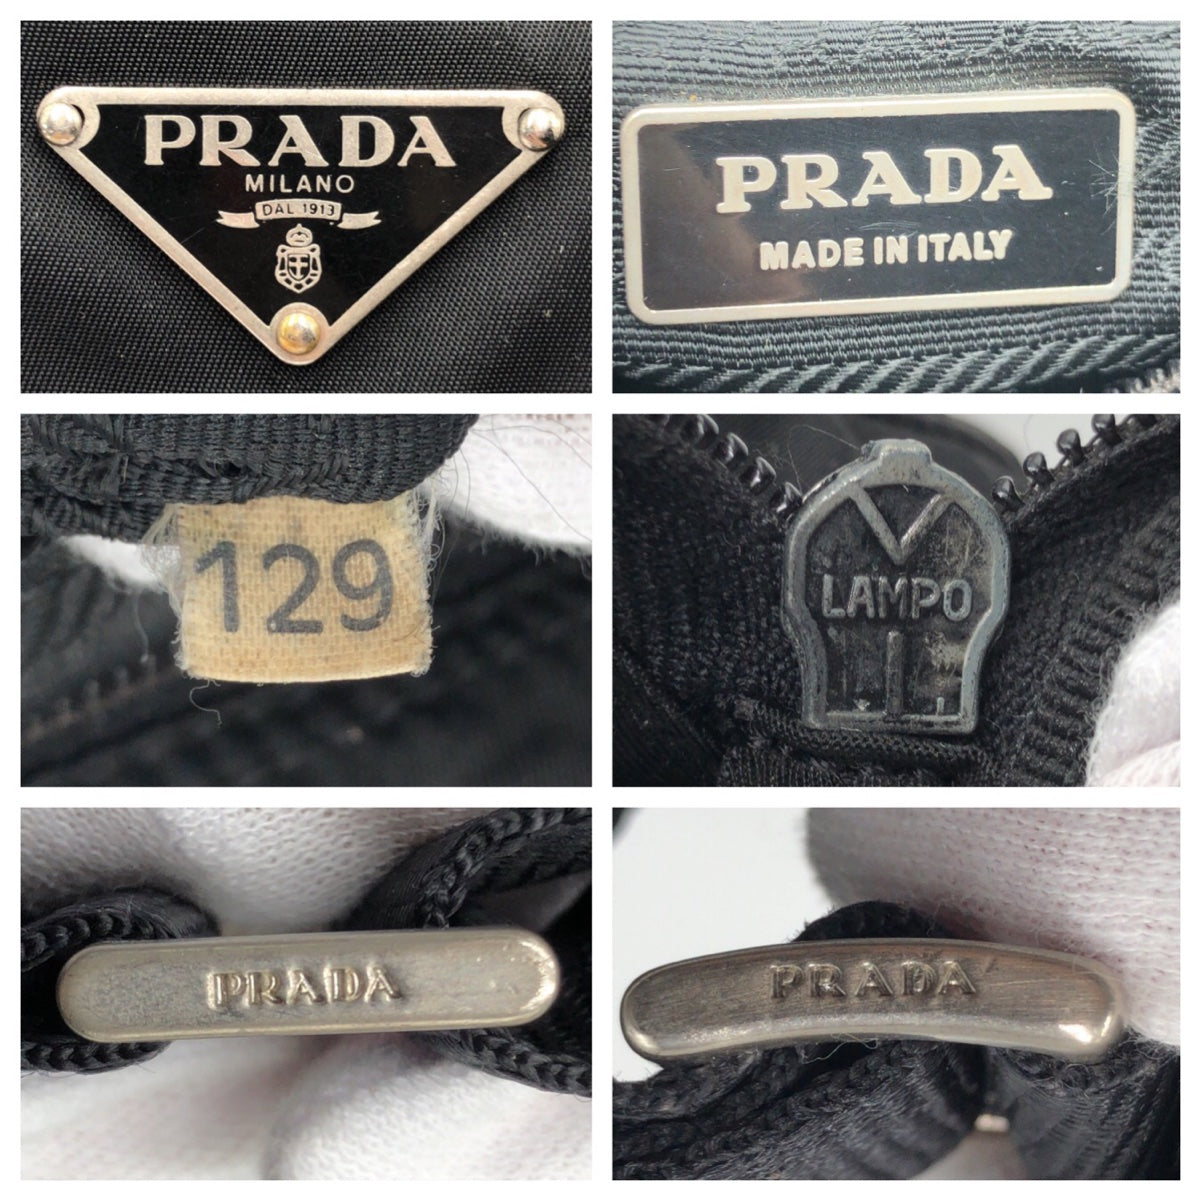 PRADA
MILANO
DAL 1913
PRADA
MADE IN ITALY
129
LAMPO
PRADA
PRADA